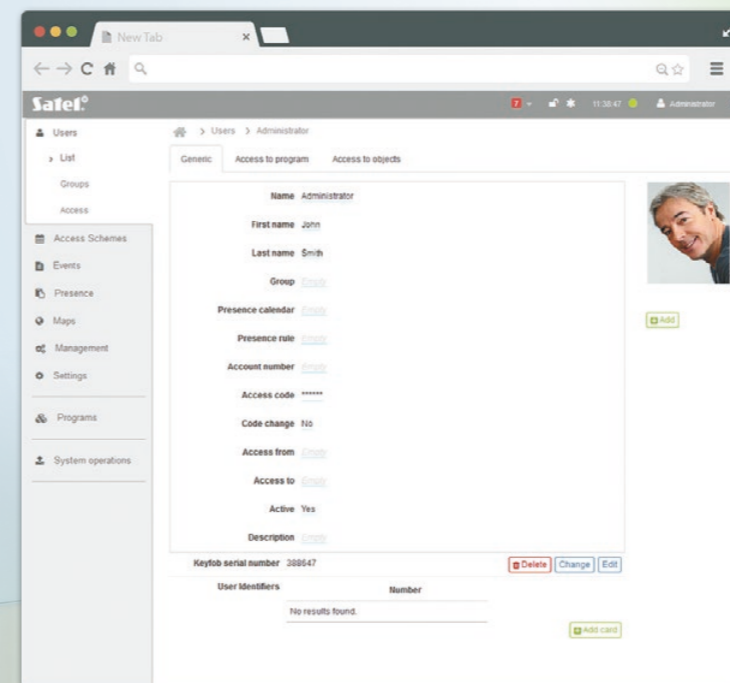 New Tab
Satel®
7 11:38:47 Administrator
Users
List
Groups
Access
Access Schemes
Events
Presence
Maps
Management
Settings
Programs
System operations
> Users > Administrator
Generic Access to program Access to objects
Name Administrator
First name John
Last name Smith
Group Empty
Presence calendar Empty
Presence rule Empty
Account number Empty
Access code ******
Code change No
Access from Empty
Access to Empty
Active Yes
Description Empty
Add
Keyfob serial number 388647 Delete Change Edit
User Identifiers Number
No results found.
Add card